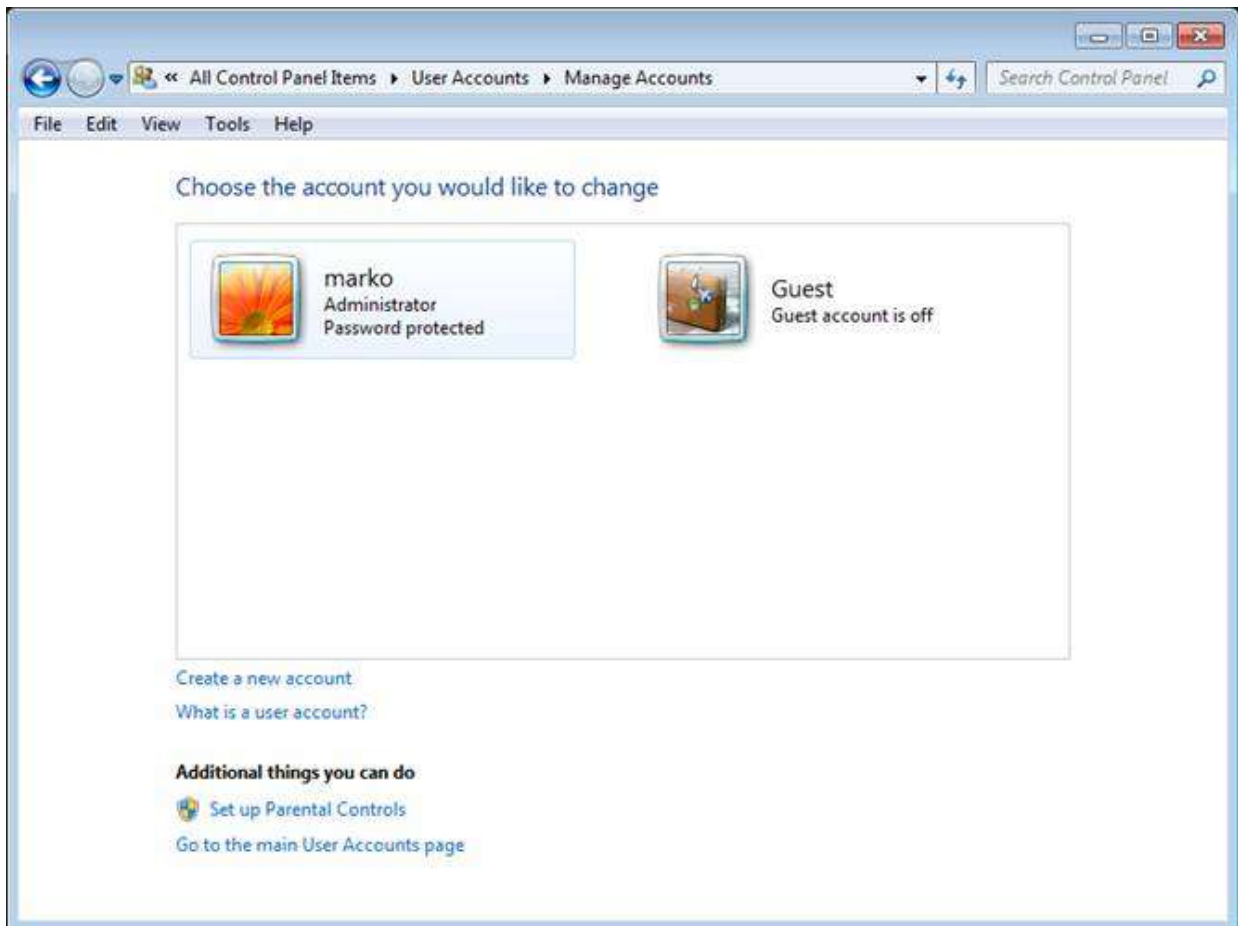 « All Control Panel Items ▸ User Accounts ▸ Manage Accounts
Search Control Panel
File Edit View Tools Help
Choose the account you would like to change
marko
Administrator
Password protected
Guest
Guest account is off
Create a new account
What is a user account?
Additional things you can do
Set up Parental Controls
Go to the main User Accounts page